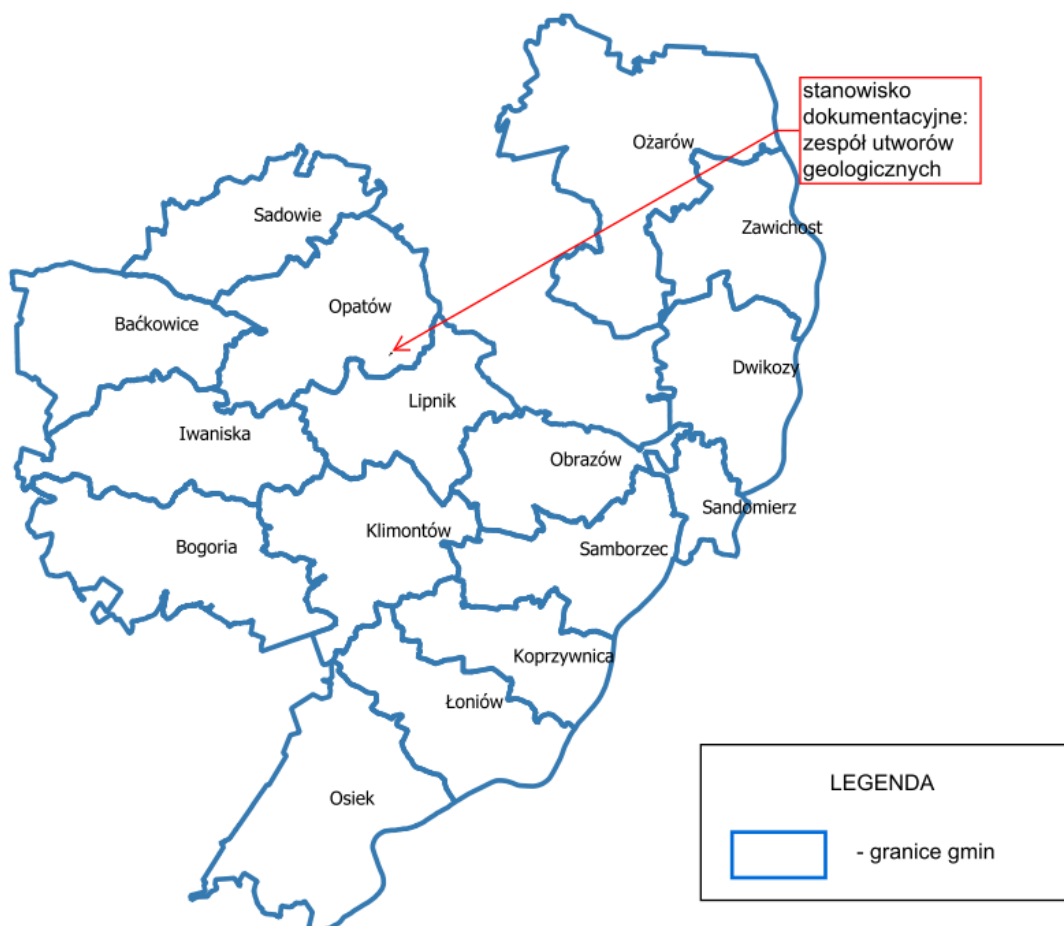 stanowisko
dokumentacyjne:
zespół utworów
geologicznych
Ożarów
Sadowie
Zawichost
Opatów
Baćkowice
Dwikozy
Lipnik
Iwaniska
Obrazów
Sandomierz
Klimontów
Bogoria
Samborzec
Koprzywnica
Łoniów
Osiek
LEGENDA
- granice gmin